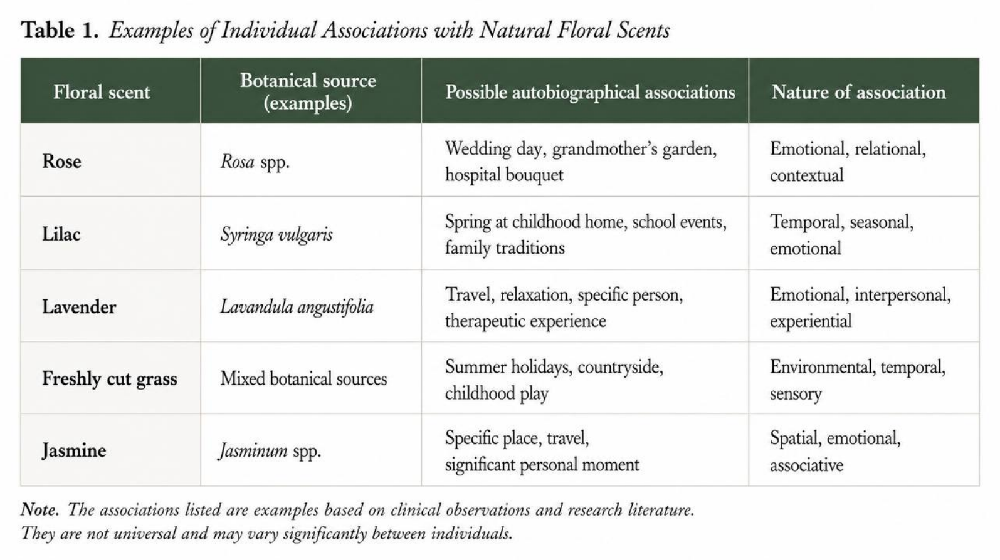 Table 1. Examples of Individual Associations with Natural Floral Scents
Floral scent
Botanical source
(examples)
Possible autobiographical associations
Nature of association
Rose
Rosa spp.
Wedding day, grandmother’s garden,
hospital bouquet
Emotional, relational,
contextual
Lilac
Syringa vulgaris
Spring at childhood home, school events,
family traditions
Temporal, seasonal,
emotional
Lavender
Lavandula angustifolia
Travel, relaxation, specific person,
therapeutic experience
Emotional, interpersonal,
experiential
Freshly cut grass
Mixed botanical sources
Summer holidays, countryside,
childhood play
Environmental, temporal,
sensory
Jasmine
Jasminum spp.
Specific place, travel,
significant personal moment
Spatial, emotional,
associative
Note. The associations listed are examples based on clinical observations and research literature.
They are not universal and may vary significantly between individuals.